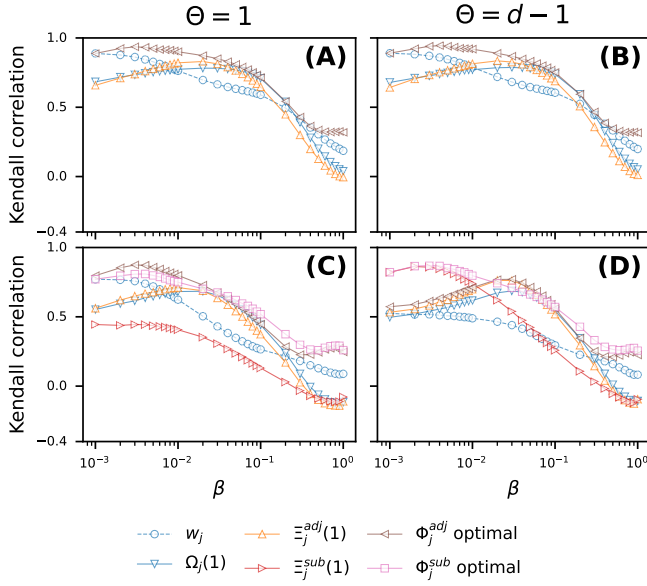 Θ = 1
Θ = d − 1
Kendall correlation
1.0
0.5
0.0
−0.4
(A)
(B)
Kendall correlation
1.0
0.5
0.0
−0.4
(C)
(D)
10⁻³ 10⁻² 10⁻¹ 10⁰
10⁻³ 10⁻² 10⁻¹ 10⁰
β
β
w_j
Ω_j(1)
Ξ_j^{adj}(1)
Ξ_j^{sub}(1)
Φ_j^{adj} optimal
Φ_j^{sub} optimal